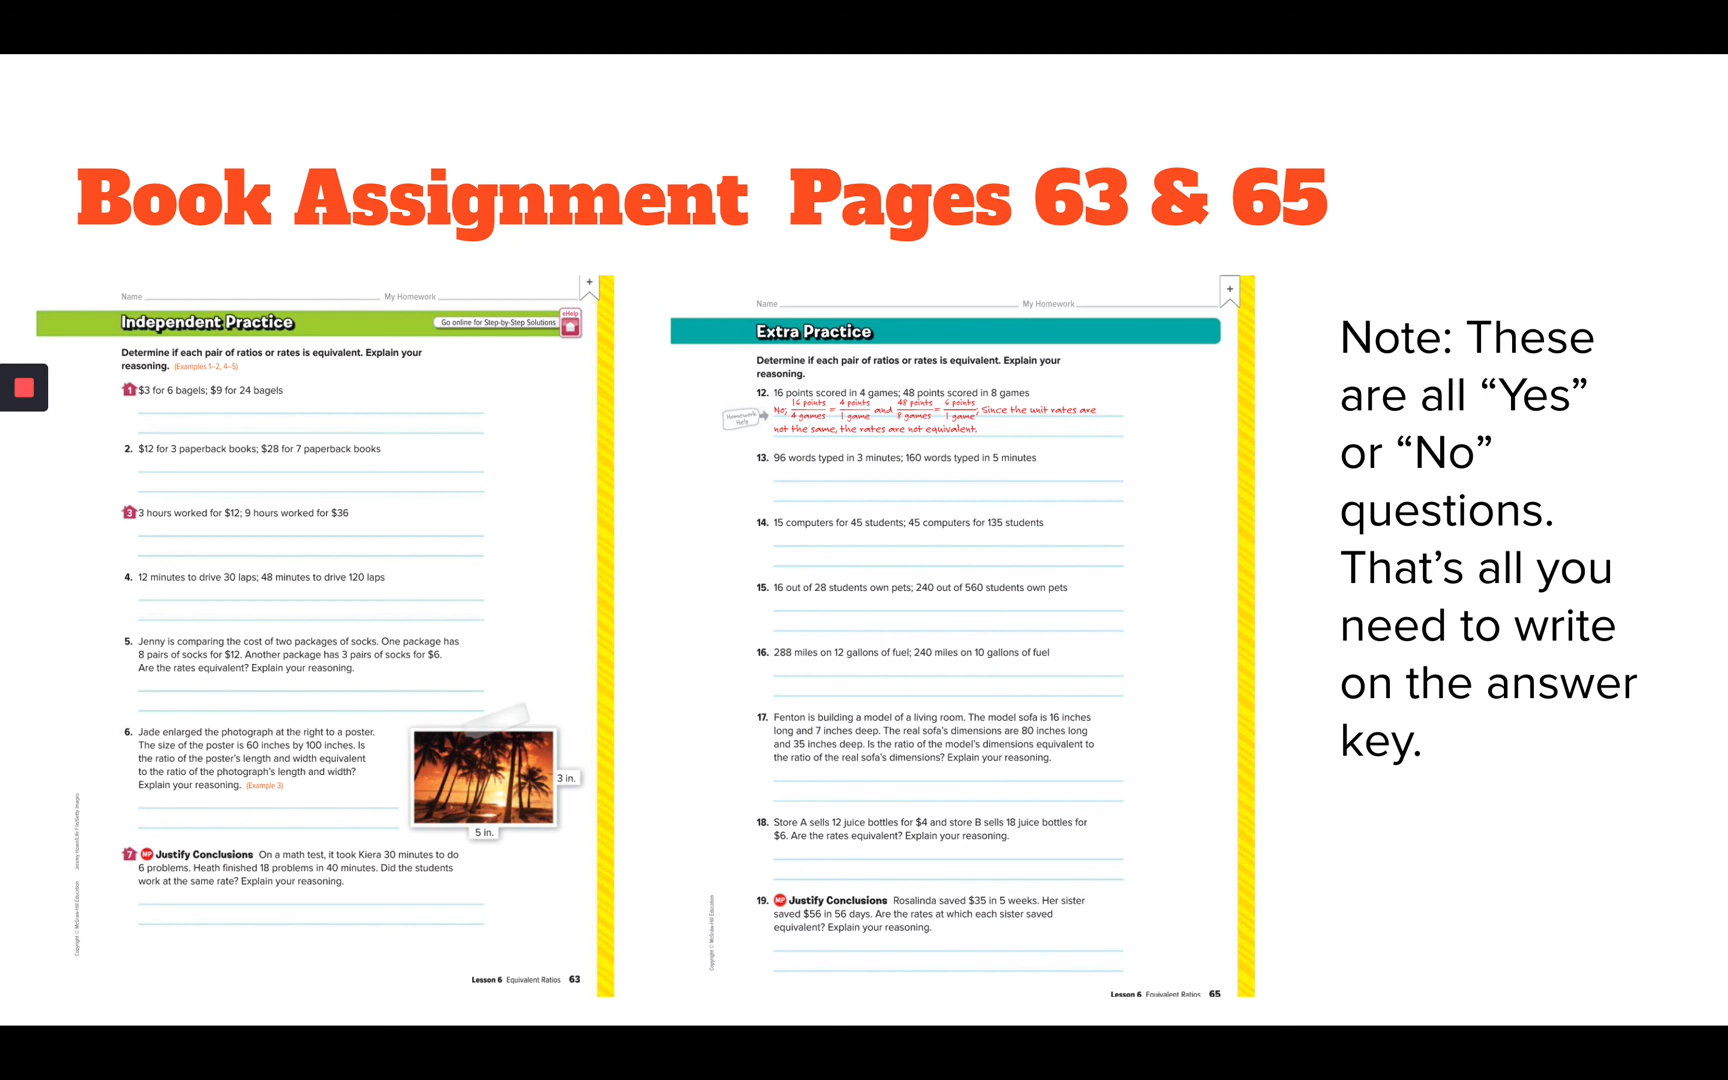 Book Assignment Pages 63 & 65
Name My Homework
Independent Practice
Go online for Step-by-Step Solutions
eHelp
Determine if each pair of ratios or rates is equivalent. Explain your
reasoning. (Examples 1–2, 4–5)
1 $3 for 6 bagels; $9 for 24 bagels
2. $12 for 3 paperback books; $28 for 7 paperback books
3 3 hours worked for $12; 9 hours worked for $36
4. 12 minutes to drive 30 laps; 48 minutes to drive 120 laps
5. Jenny is comparing the cost of two packages of socks. One package has
8 pairs of socks for $12. Another package has 3 pairs of socks for $6.
Are the rates equivalent? Explain your reasoning.
6. Jade enlarged the photograph at the right to a poster.
The size of the poster is 60 inches by 100 inches. Is
the ratio of the poster's length and width equivalent
to the ratio of the photograph's length and width?
Explain your reasoning. (Example 3)
3 in.
5 in.
7 MP Justify Conclusions On a math test, it took Kiera 30 minutes to do
6 problems. Heath finished 18 problems in 40 minutes. Did the students
work at the same rate? Explain your reasoning.
Copyright © McGraw-Hill Education
Lesson 6 Equivalent Ratios 63
Name My Homework
Extra Practice
Determine if each pair of ratios or rates is equivalent. Explain your
reasoning.
12. 16 points scored in 4 games; 48 points scored in 8 games
Homework Help
No; 16 points/4 games = 4 points/1 game and 48 points/8 games = 6 points/1 game; Since the unit rates are
not the same, the rates are not equivalent.
13. 96 words typed in 3 minutes; 160 words typed in 5 minutes
14. 15 computers for 45 students; 45 computers for 135 students
15. 16 out of 28 students own pets; 240 out of 560 students own pets
16. 288 miles on 12 gallons of fuel; 240 miles on 10 gallons of fuel
17. Fenton is building a model of a living room. The model sofa is 16 inches
long and 7 inches deep. The real sofa's dimensions are 80 inches long
and 35 inches deep. Is the ratio of the model's dimensions equivalent to
the ratio of the real sofa's dimensions? Explain your reasoning.
18. Store A sells 12 juice bottles for $4 and store B sells 18 juice bottles for
$6. Are the rates equivalent? Explain your reasoning.
19. MP Justify Conclusions Rosalinda saved $35 in 5 weeks. Her sister
saved $56 in 56 days. Are the rates at which each sister saved
equivalent? Explain your reasoning.
Copyright © McGraw-Hill Education
Lesson 6 Equivalent Ratios 65
Note: These
are all “Yes”
or “No”
questions.
That’s all you
need to write
on the answer
key.